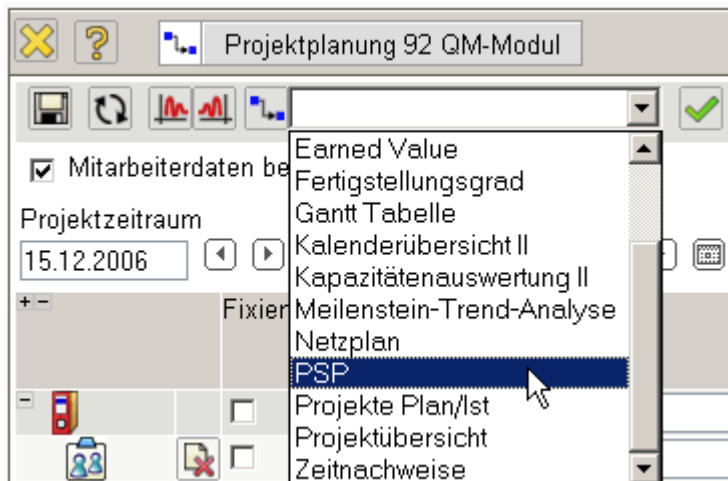 Projektplanung 92 QM-Modul
Mitarbeiterdaten be
Earned Value
Fertigstellungsgrad
Projektzeitraum
Gantt Tabelle
15.12.2006
Kalenderübersicht II
Kapazitätenauswertung II
Fixier
Meilenstein-Trend-Analyse
Netzplan
PSP
Projekte Plan/Ist
Projektübersicht
Zeitnachweise